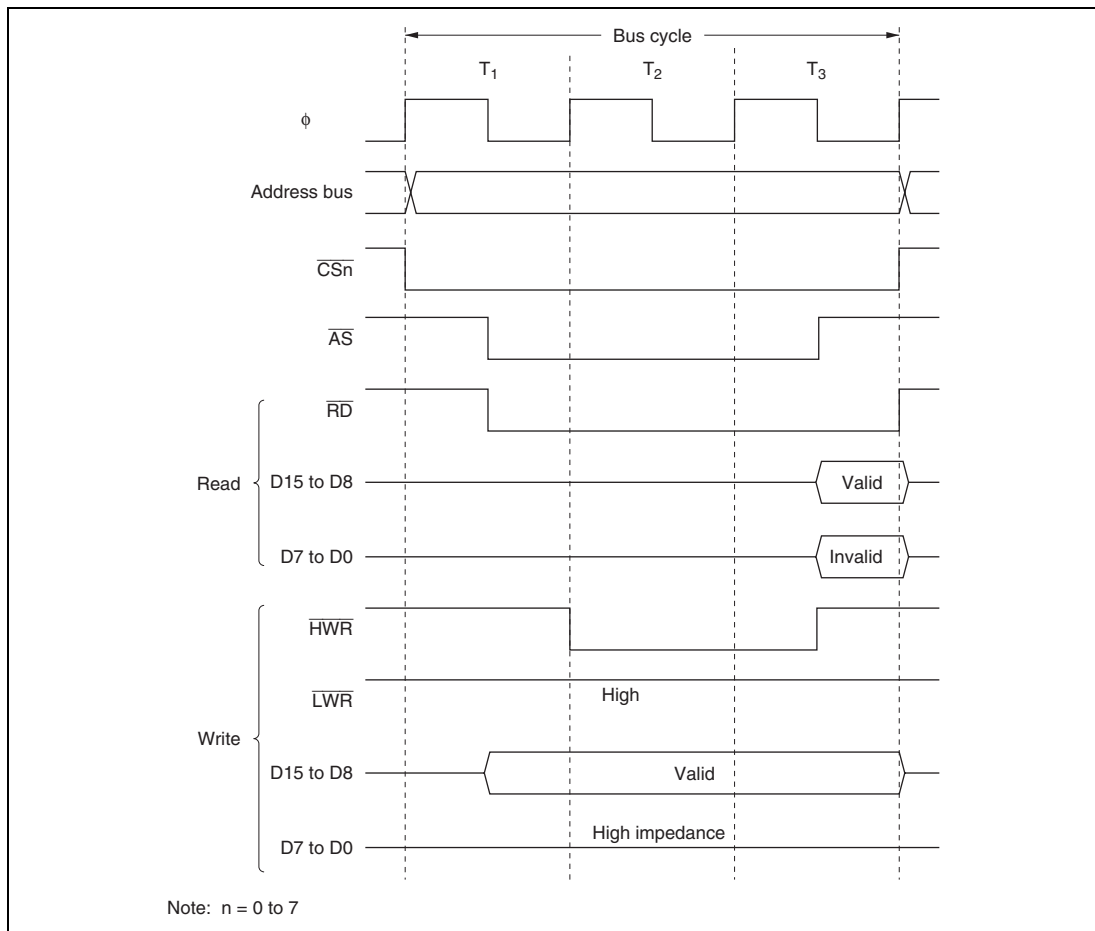 Bus cycle
T1 T2 T3
φ
Address bus
CSn
AS
Read
RD
D15 to D8 Valid
D7 to D0 Invalid
Write
HWR
LWR High
D15 to D8 Valid
D7 to D0 High impedance
Note: n = 0 to 7